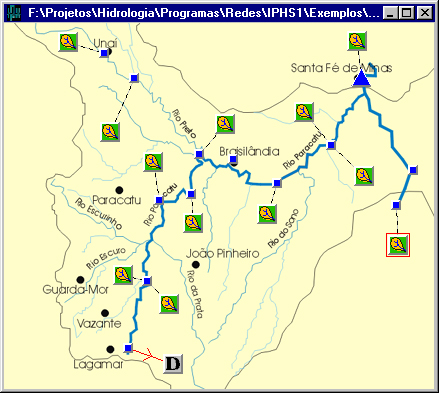 F:\Projetos\Hidrologia\Programas\Redes\IPHS1\Exemplos\...
Unaí
Santa Fé de Minas
Rio Preto
Brasilândia
Rio Paracatu
Paracatu
Rio Paracatu
Rio Escurinho
Rio do Sono
Rio Escuro
João Pinheiro
Guarda-Mor
Rio da Prata
Vazante
Lagamar
D